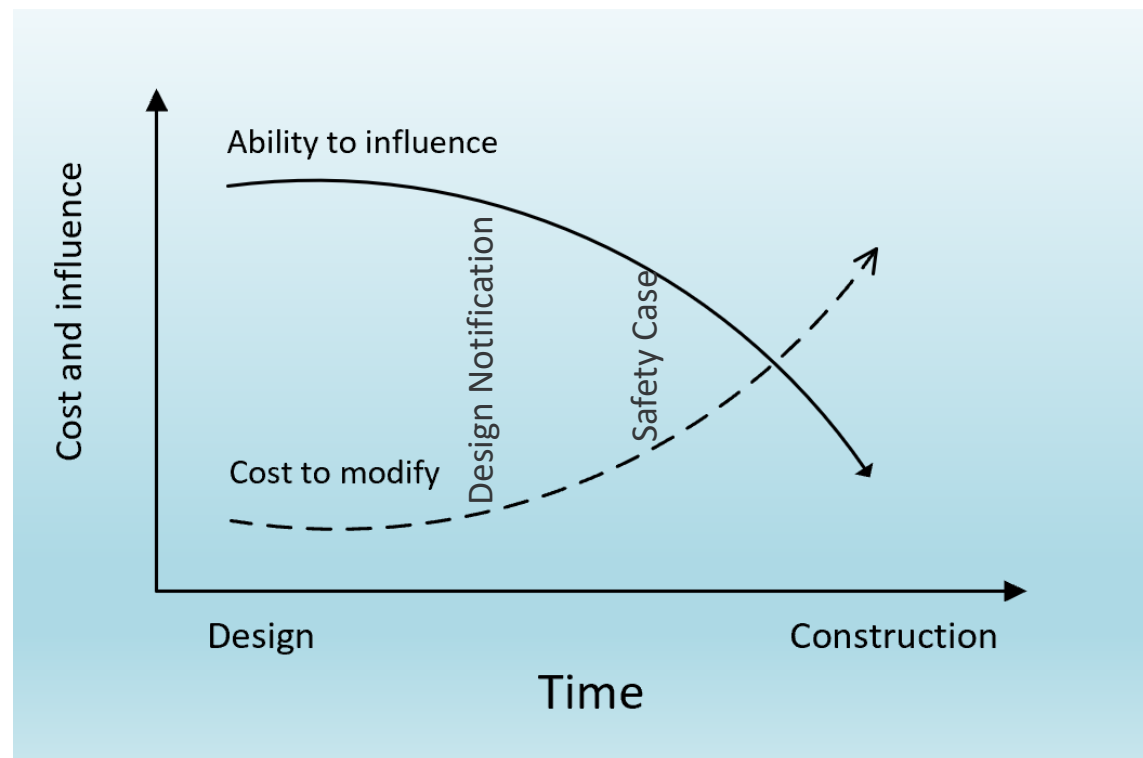 Ability to influence
Cost and influence
Design Notification
Safety Case
Cost to modify
Design
Construction
Time